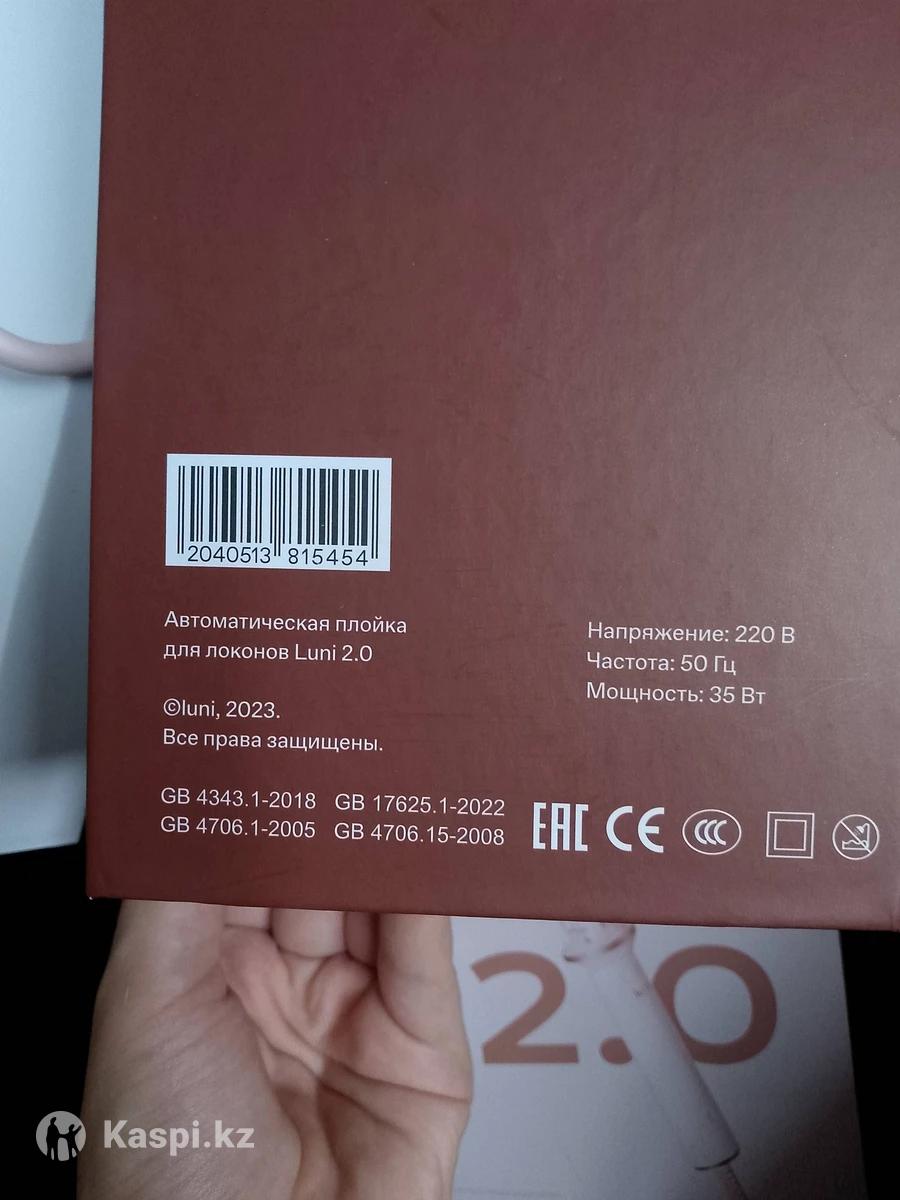 2040513 815454
Автоматическая плойка
для локонов Luni 2.0
©luni, 2023.
Все права защищены.
Напряжение: 220 В
Частота: 50 Гц
Мощность: 35 Вт
GB 4343.1-2018 GB 17625.1-2022
GB 4706.1-2005 GB 4706.15-2008
EAC CE CCC
2.0
Kaspi.kz